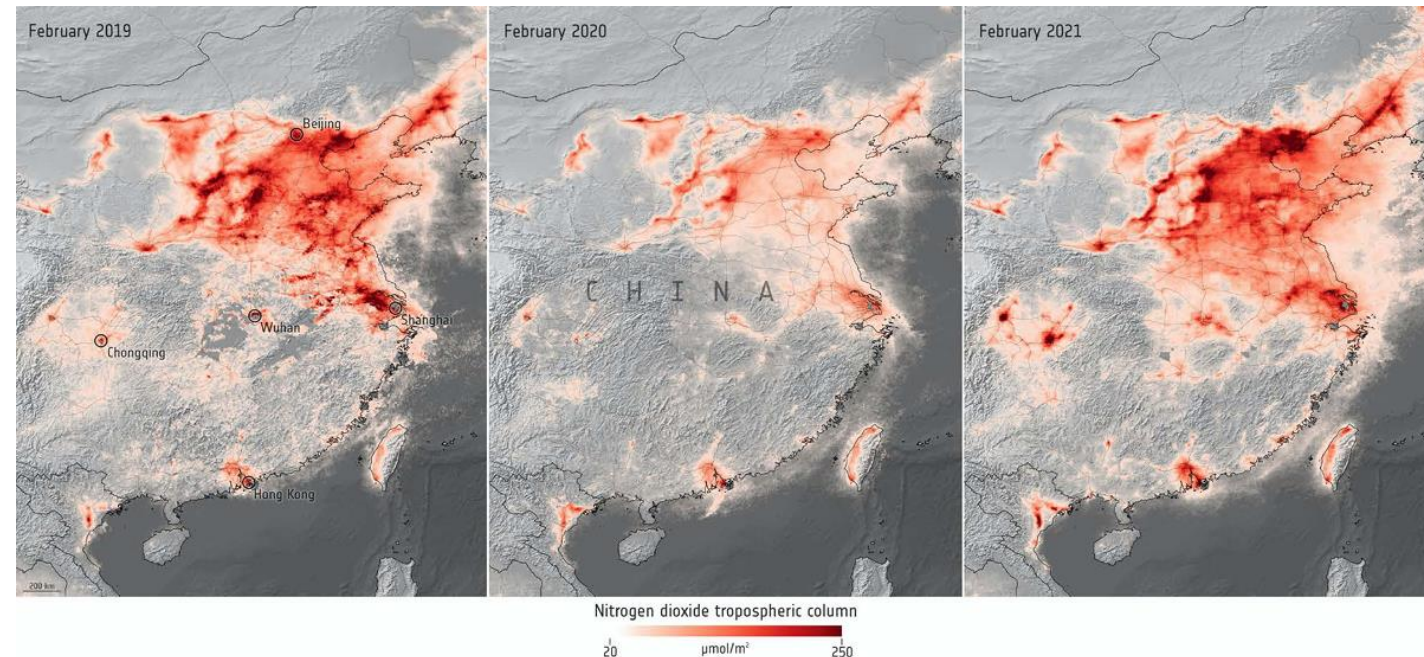 February 2019
Beijing
Wuhan
Shanghai
Chongqing
Hong Kong
200 km
February 2020
CHINA
February 2021
Nitrogen dioxide tropospheric column
20 µmol/m² 250